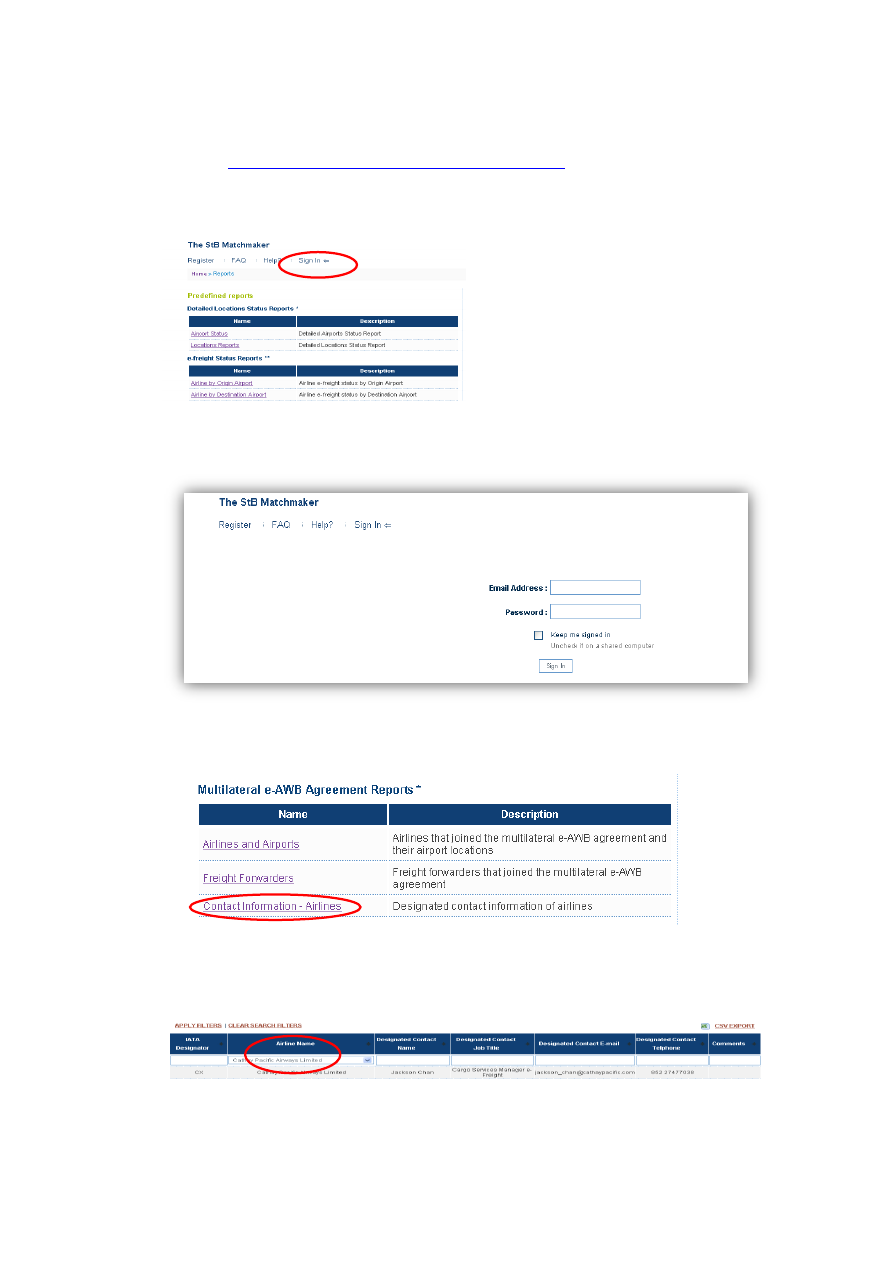 The StB Matchmaker
Register FAQ Help? Sign In ⇐
Home > Reports
Predefined reports
Detailed Locations Status Reports *
Name Description
Airport Status Detailed Airports Status Report
Locations Reports Detailed Locations Status Report
e-freight Status Reports **
Name Description
Airline by Origin Airport Airline e-freight status by Origin Airport
Airline by Destination Airport Airline e-freight status by Destination Airport
The StB Matchmaker
Register FAQ Help? Sign In ⇐
Email Address :
Password :
Keep me signed in
Uncheck if on a shared computer
Sign In
Multilateral e-AWB Agreement Reports *
Name Description
Airlines and Airports Airlines that joined the multilateral e-AWB agreement and
their airport locations
Freight Forwarders Freight forwarders that joined the multilateral e-AWB
agreement
Contact Information - Airlines Designated contact information of airlines
APPLY FILTERS | CLEAR SEARCH FILTERS CSV EXPORT
IATA Designator Airline Name Designated Contact Name Designated Contact Job Title Designated Contact E-mail Designated Contact Telphone Comments
Cathay Pacific Airways Limited
CX Cathay Pacific Airways Limited Jackson Chan Cargo Services Manager e-Freight jackson_chan@cathaypacific.com 852 27477038